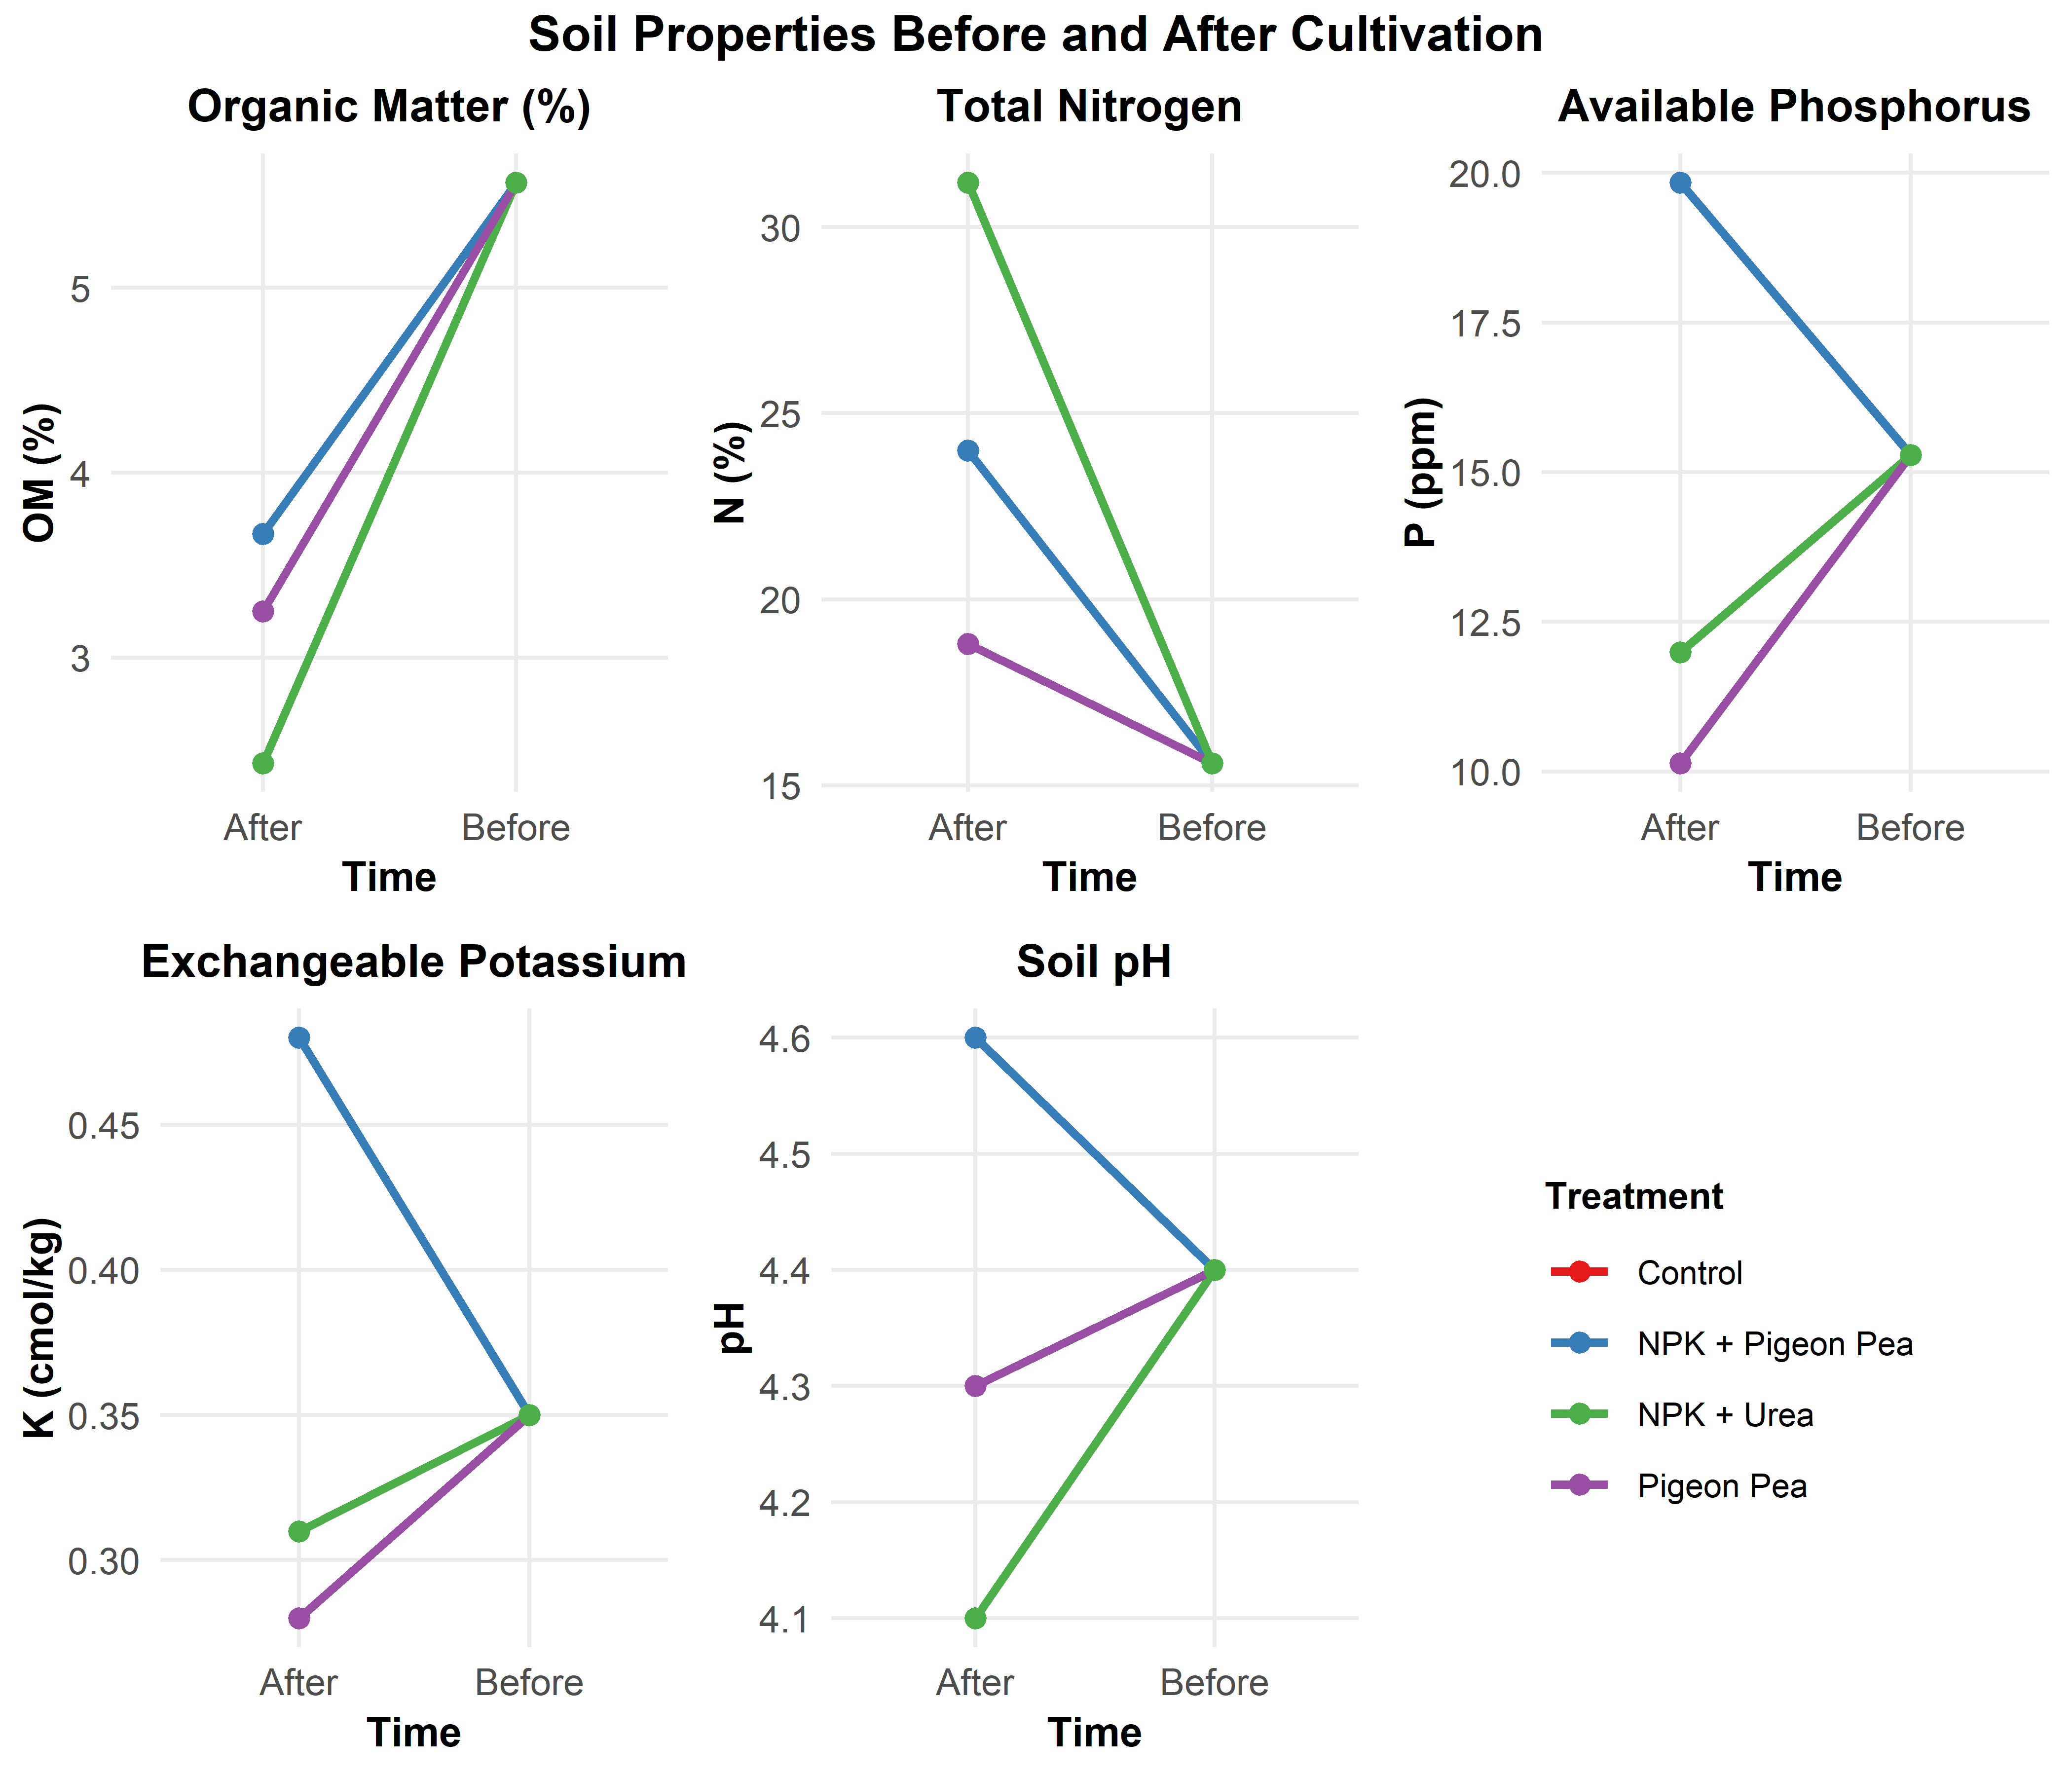 Soil Properties Before and After Cultivation
Organic Matter (%)
OM (%)
5
4
3
After Before
Time
Total Nitrogen
N (%)
30
25
20
15
After Before
Time
Available Phosphorus
P (ppm)
20.0
17.5
15.0
12.5
10.0
After Before
Time
Exchangeable Potassium
K (cmol/kg)
0.45
0.40
0.35
0.30
After Before
Time
Soil pH
pH
4.6
4.5
4.4
4.3
4.2
4.1
After Before
Time
Treatment
Control
NPK + Pigeon Pea
NPK + Urea
Pigeon Pea